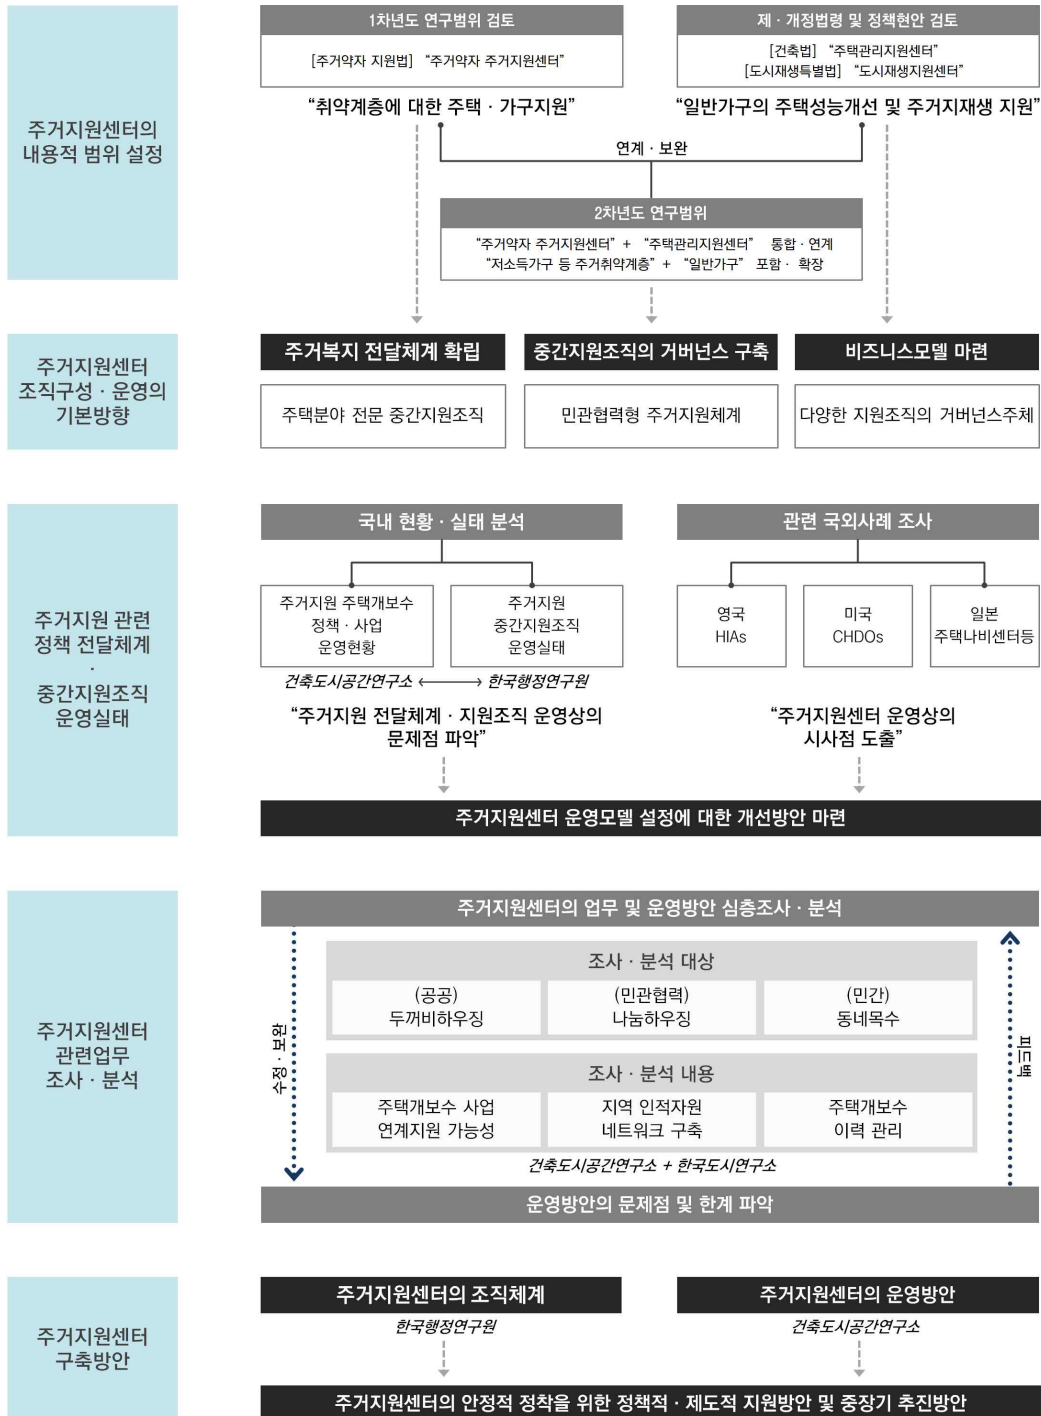 주거지원센터의
내용적 범위 설정
1차년도 연구범위 검토
[주거약자 지원법] “주거약자 주거지원센터”
“취약계층에 대한 주택 · 가구지원”
제 · 개정법령 및 정책현안 검토
[건축법] “주택관리지원센터”
[도시재생특별법] “도시재생지원센터”
“일반가구의 주택성능개선 및 주거지재생 지원”
연계 · 보완
2차년도 연구범위
“주거약자 주거지원센터” + “주택관리지원센터” 통합 · 연계
“저소득가구 등 주거취약계층” + “일반가구” 포함 · 확장
주거지원센터
조직구성 · 운영의
기본방향
주거복지 전달체계 확립
주택분야 전문 중간지원조직
중간지원조직의 거버넌스 구축
민관협력형 주거지원체계
비즈니스모델 마련
다양한 지원조직의 거버넌스주체
주거지원 관련
정책 전달체계
·
중간지원조직
운영실태
국내 현황 · 실태 분석
주거지원 주택개보수
정책 · 사업
운영현황
주거지원
중간지원조직
운영실태
건축도시공간연구소 ⟷ 한국행정연구원
“주거지원 전달체계 · 지원조직 운영상의
문제점 파악”
관련 국외사례 조사
영국
HIAs
미국
CHDOs
일본
주택나비센터등
“주거지원센터 운영상의
시사점 도출”
주거지원센터 운영모델 설정에 대한 개선방안 마련
주거지원센터
관련업무
조사 · 분석
주거지원센터의 업무 및 운영방안 심층조사 · 분석
수정 · 보완
조사 · 분석 대상
(공공)
두꺼비하우징
(민관협력)
나눔하우징
(민간)
동네목수
조사 · 분석 내용
주택개보수 사업
연계지원 가능성
지역 인적자원
네트워크 구축
주택개보수
이력 관리
건축도시공간연구소 + 한국도시연구소
피드백
운영방안의 문제점 및 한계 파악
주거지원센터
구축방안
주거지원센터의 조직체계
한국행정연구원
주거지원센터의 운영방안
건축도시공간연구소
주거지원센터의 안정적 정착을 위한 정책적 · 제도적 지원방안 및 중장기 추진방안